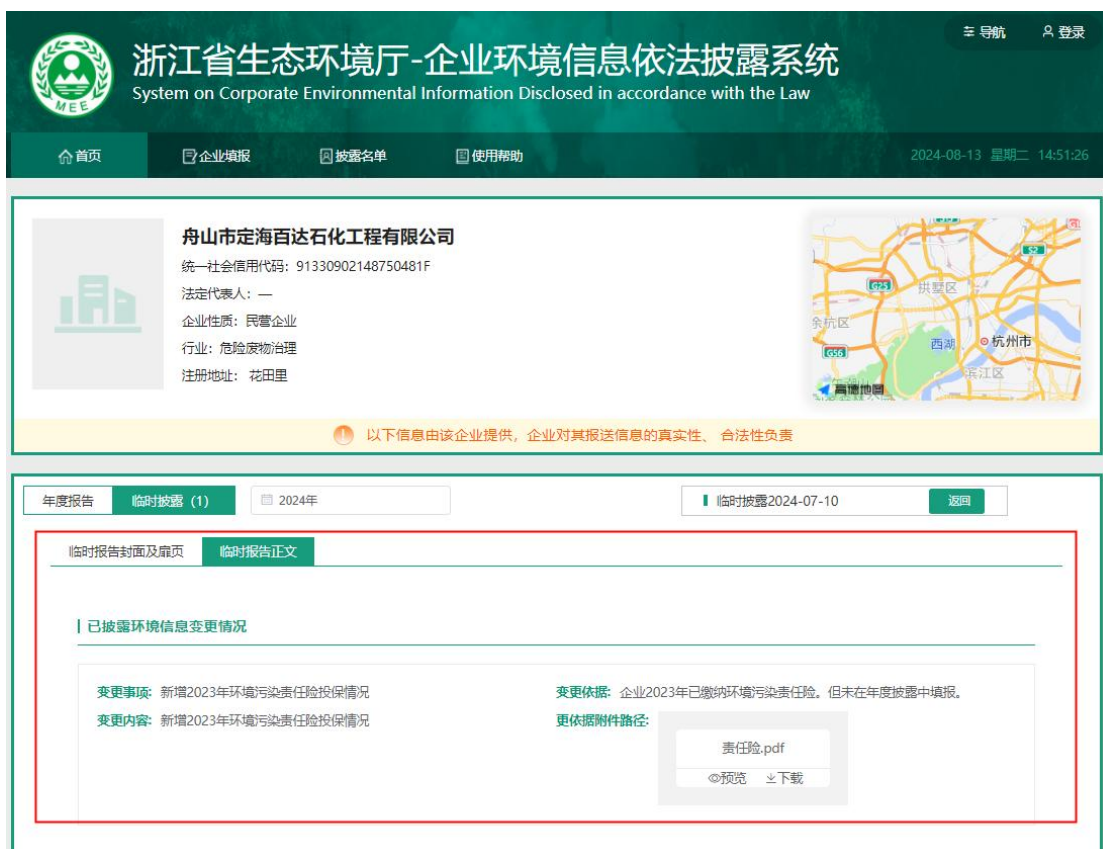 导航 登录
浙江省生态环境厅-企业环境信息依法披露系统
System on Corporate Environmental Information Disclosed in accordance with the Law
MEE
首页 企业填报 披露名单 使用帮助 2024-08-13 星期二 14:51:26
舟山市定海百达石化工程有限公司
统一社会信用代码：91330902148750481F
法定代表人：—
企业性质：民营企业
行业：危险废物治理
注册地址： 花田里
S2
G25
拱墅区
余杭区
G56
西湖
杭州市
滨江区
高德地图
以下信息由该企业提供，企业对其报送信息的真实性、 合法性负责
年度报告 临时披露（1） 2024年 临时披露2024-07-10 返回
临时报告封面及扉页 临时报告正文
已披露环境信息变更情况
变更事项: 新增2023年环境污染责任险投保情况 变更依据: 企业2023年已缴纳环境污染责任险。但未在年度披露中填报。
变更内容: 新增2023年环境污染责任险投保情况 更依据附件路径:
责任险.pdf
预览 下载